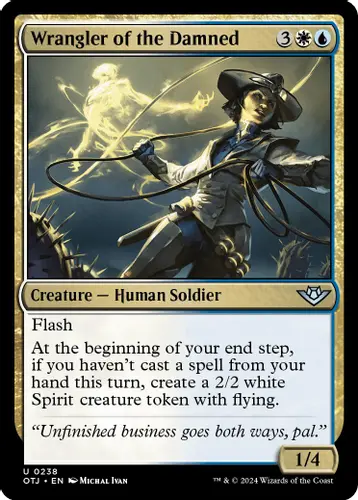 Wrangler of the Damned 3
Creature — Human Soldier
Flash
At the beginning of your end step,
if you haven't cast a spell from your
hand this turn, create a 2/2 white
Spirit creature token with flying.
“Unfinished business goes both ways, pal.”
1/4
U 0238
OTJ • EN Michal Ivan
™ & © 2024 Wizards of the Coast